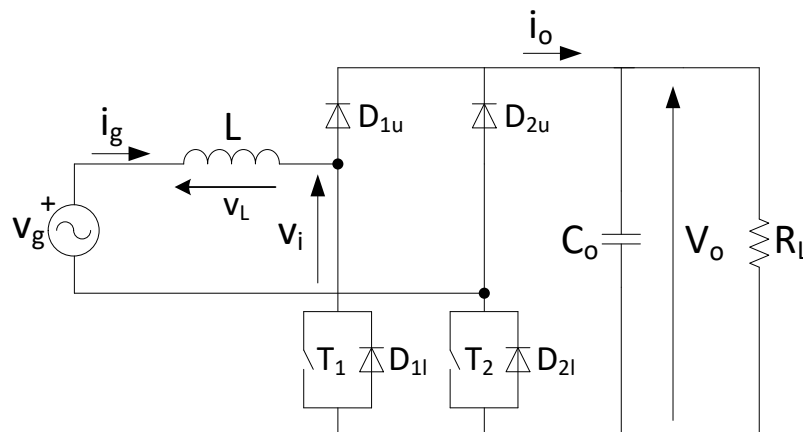 i_o
D_1u
D_2u
L
i_g
v_L
+
v_g
v_i
C_o
V_o
R_L
T_1
D_1l
T_2
D_2l